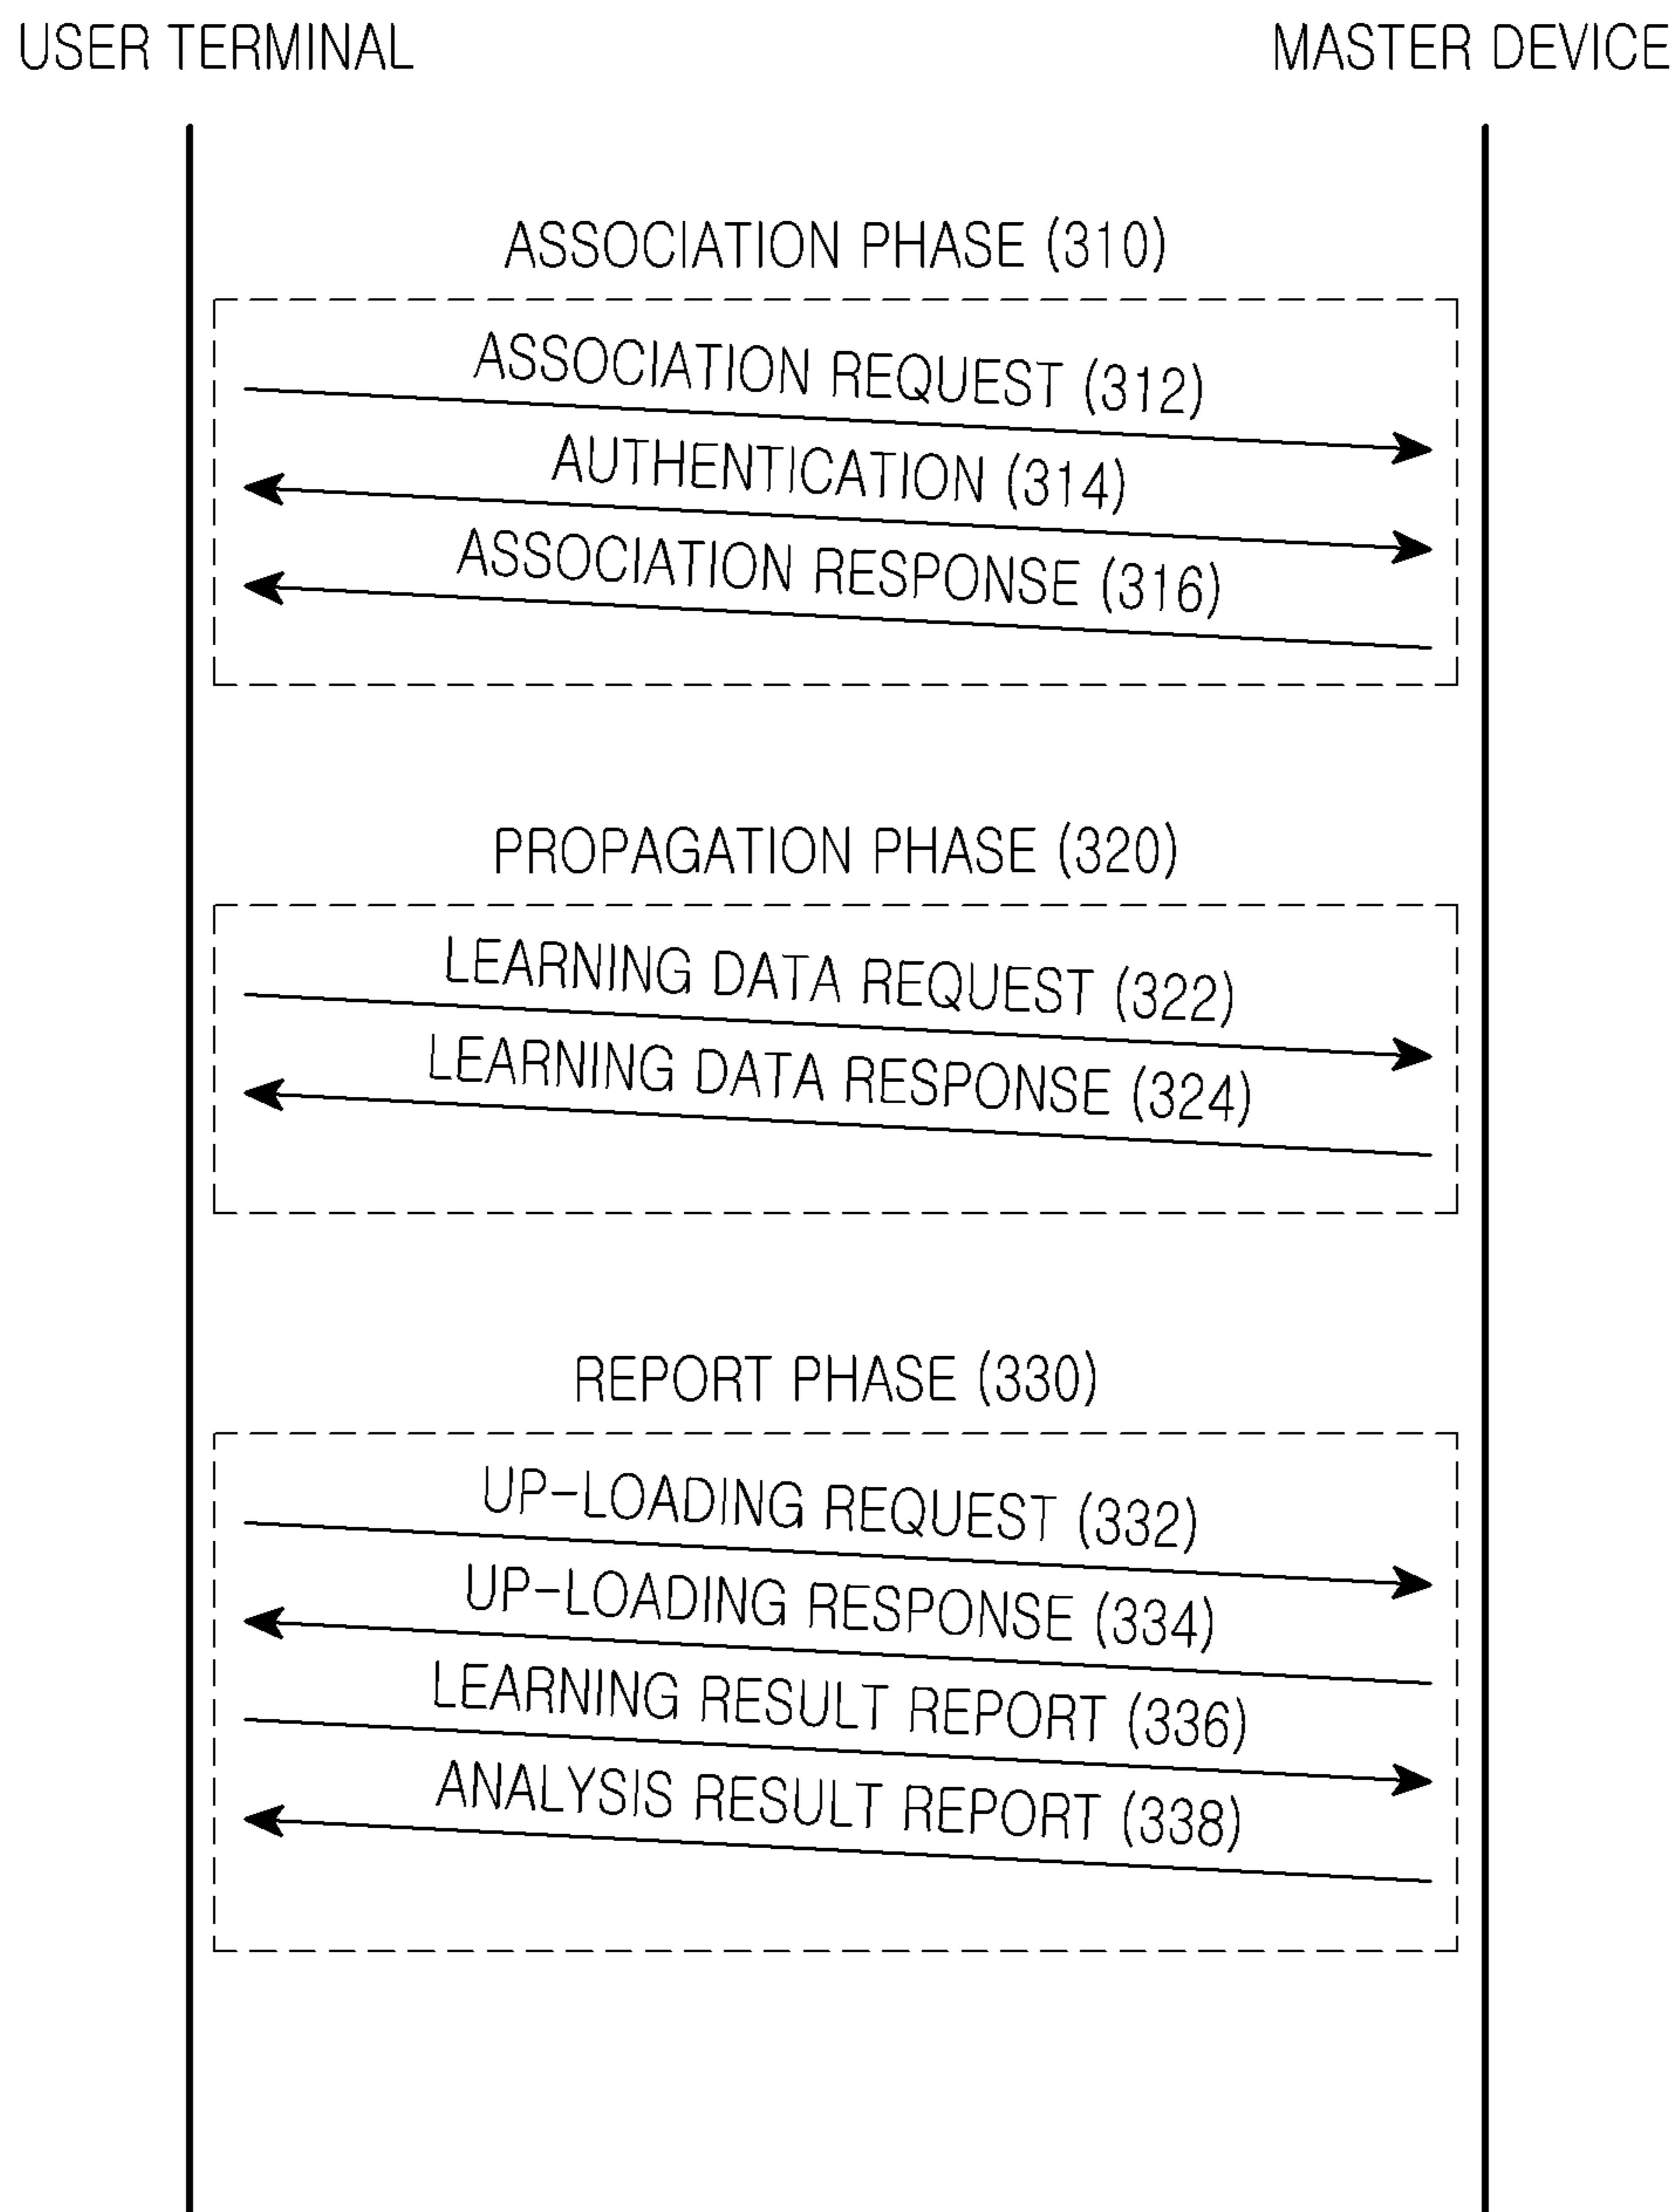 USER TERMINAL
MASTER DEVICE
ASSOCIATION PHASE (310)
ASSOCIATION REQUEST (312)
AUTHENTICATION (314)
ASSOCIATION RESPONSE (316)
PROPAGATION PHASE (320)
LEARNING DATA REQUEST (322)
LEARNING DATA RESPONSE (324)
REPORT PHASE (330)
UP-LOADING REQUEST (332)
UP-LOADING RESPONSE (334)
LEARNING RESULT REPORT (336)
ANALYSIS RESULT REPORT (338)